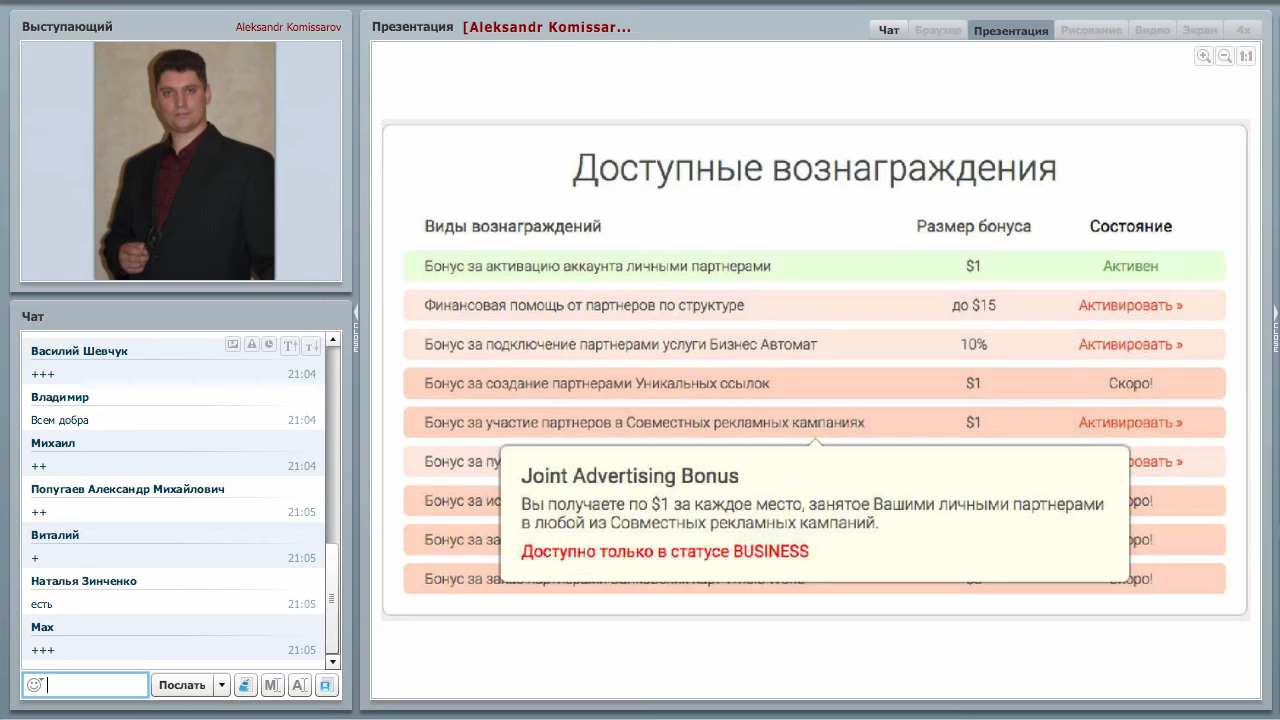 Выступающий
Aleksandr Komissarov
Чат
Василий Шевчук
+++
21:04
Владимир
Всем добра
21:04
Михаил
++
21:04
Попугаев Александр Михайлович
++
21:05
Виталий
+
21:05
Наталья Зинченко
есть
21:05
Max
+++
21:05
Послать
Презентация [Aleksandr Komissar...
Чат Браузер Презентация Рисование Видео Экран 4x
1:1
Доступные вознаграждения
Виды вознаграждений Размер бонуса Состояние
Бонус за активацию аккаунта личными партнерами $1 Активен
Финансовая помощь от партнеров по структуре до $15 Активировать »
Бонус за подключение партнерами услуги Бизнес Автомат 10% Активировать »
Бонус за создание партнерами Уникальных ссылок $1 Скоро!
Бонус за участие партнеров в Совместных рекламных кампаниях $1 Активировать »
Бонус за пу ровать »
Бонус за ис оро!
Бонус за за оро!
Бонус за
Joint Advertising Bonus
Вы получаете по $1 за каждое место, занятое Вашими личными партнерами
в любой из Совместных рекламных кампаний.
Доступно только в статусе BUSINESS